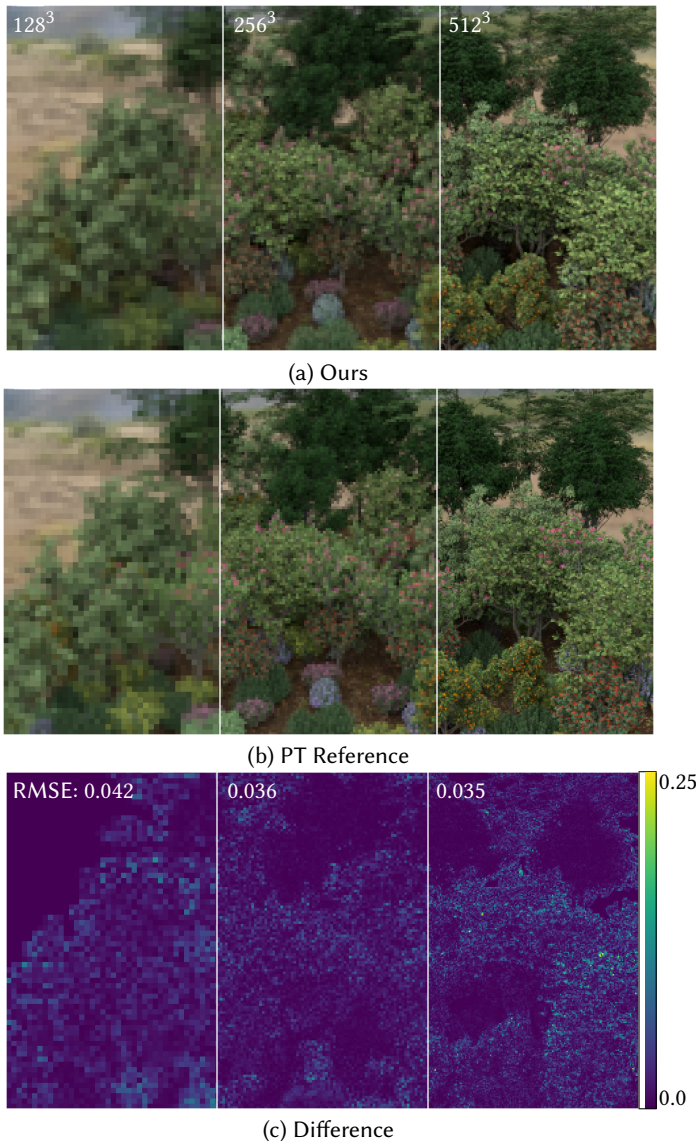 128³ 256³ 512³
(a) Ours
(b) PT Reference
RMSE: 0.042 0.036 0.035 0.25
0.0
(c) Difference